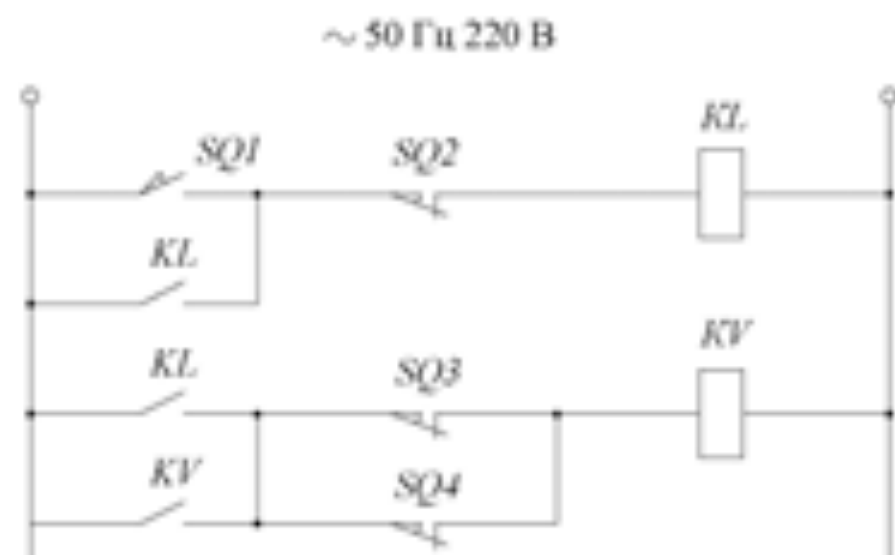 ~ 50 Гц 220 В
SQ1
SQ2
KL
KL
KL
SQ3
KV
KV
SQ4